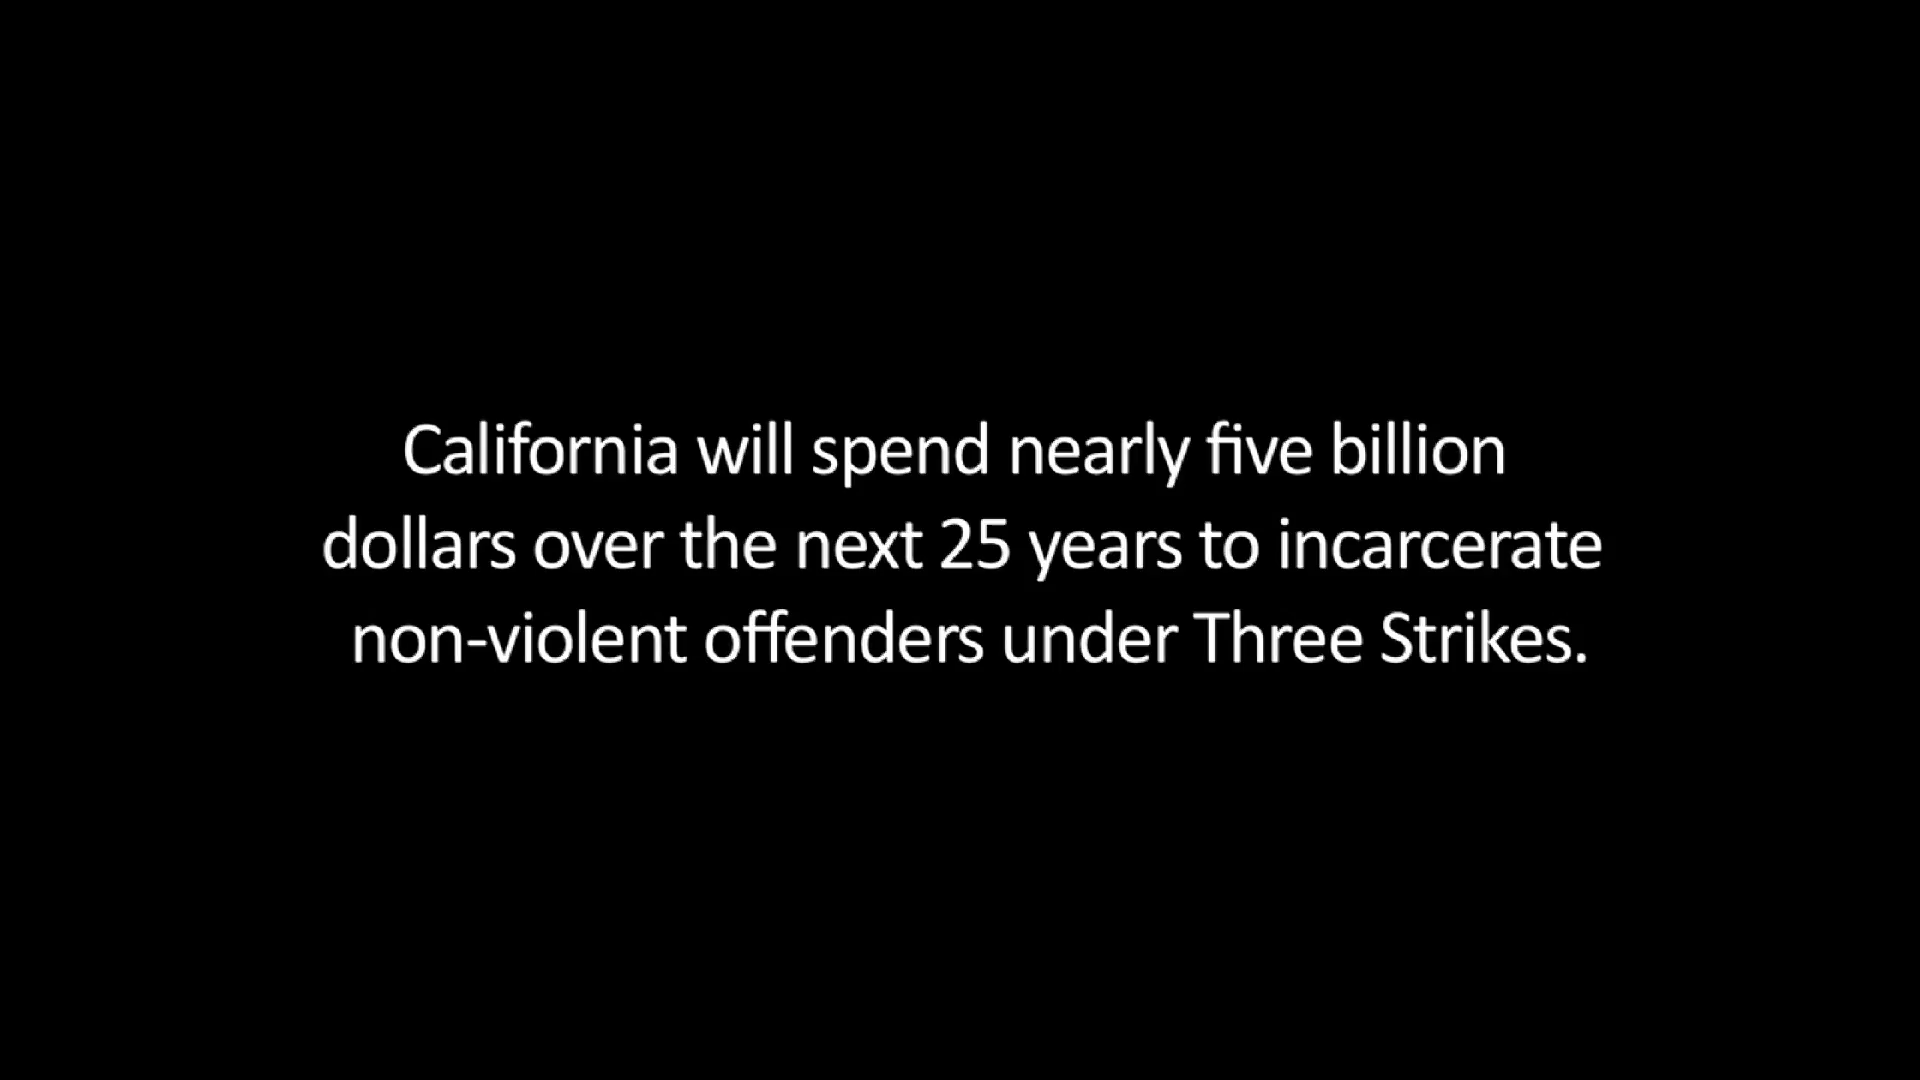 California will spend nearly five billion
dollars over the next 25 years to incarcerate
non-violent offenders under Three Strikes.